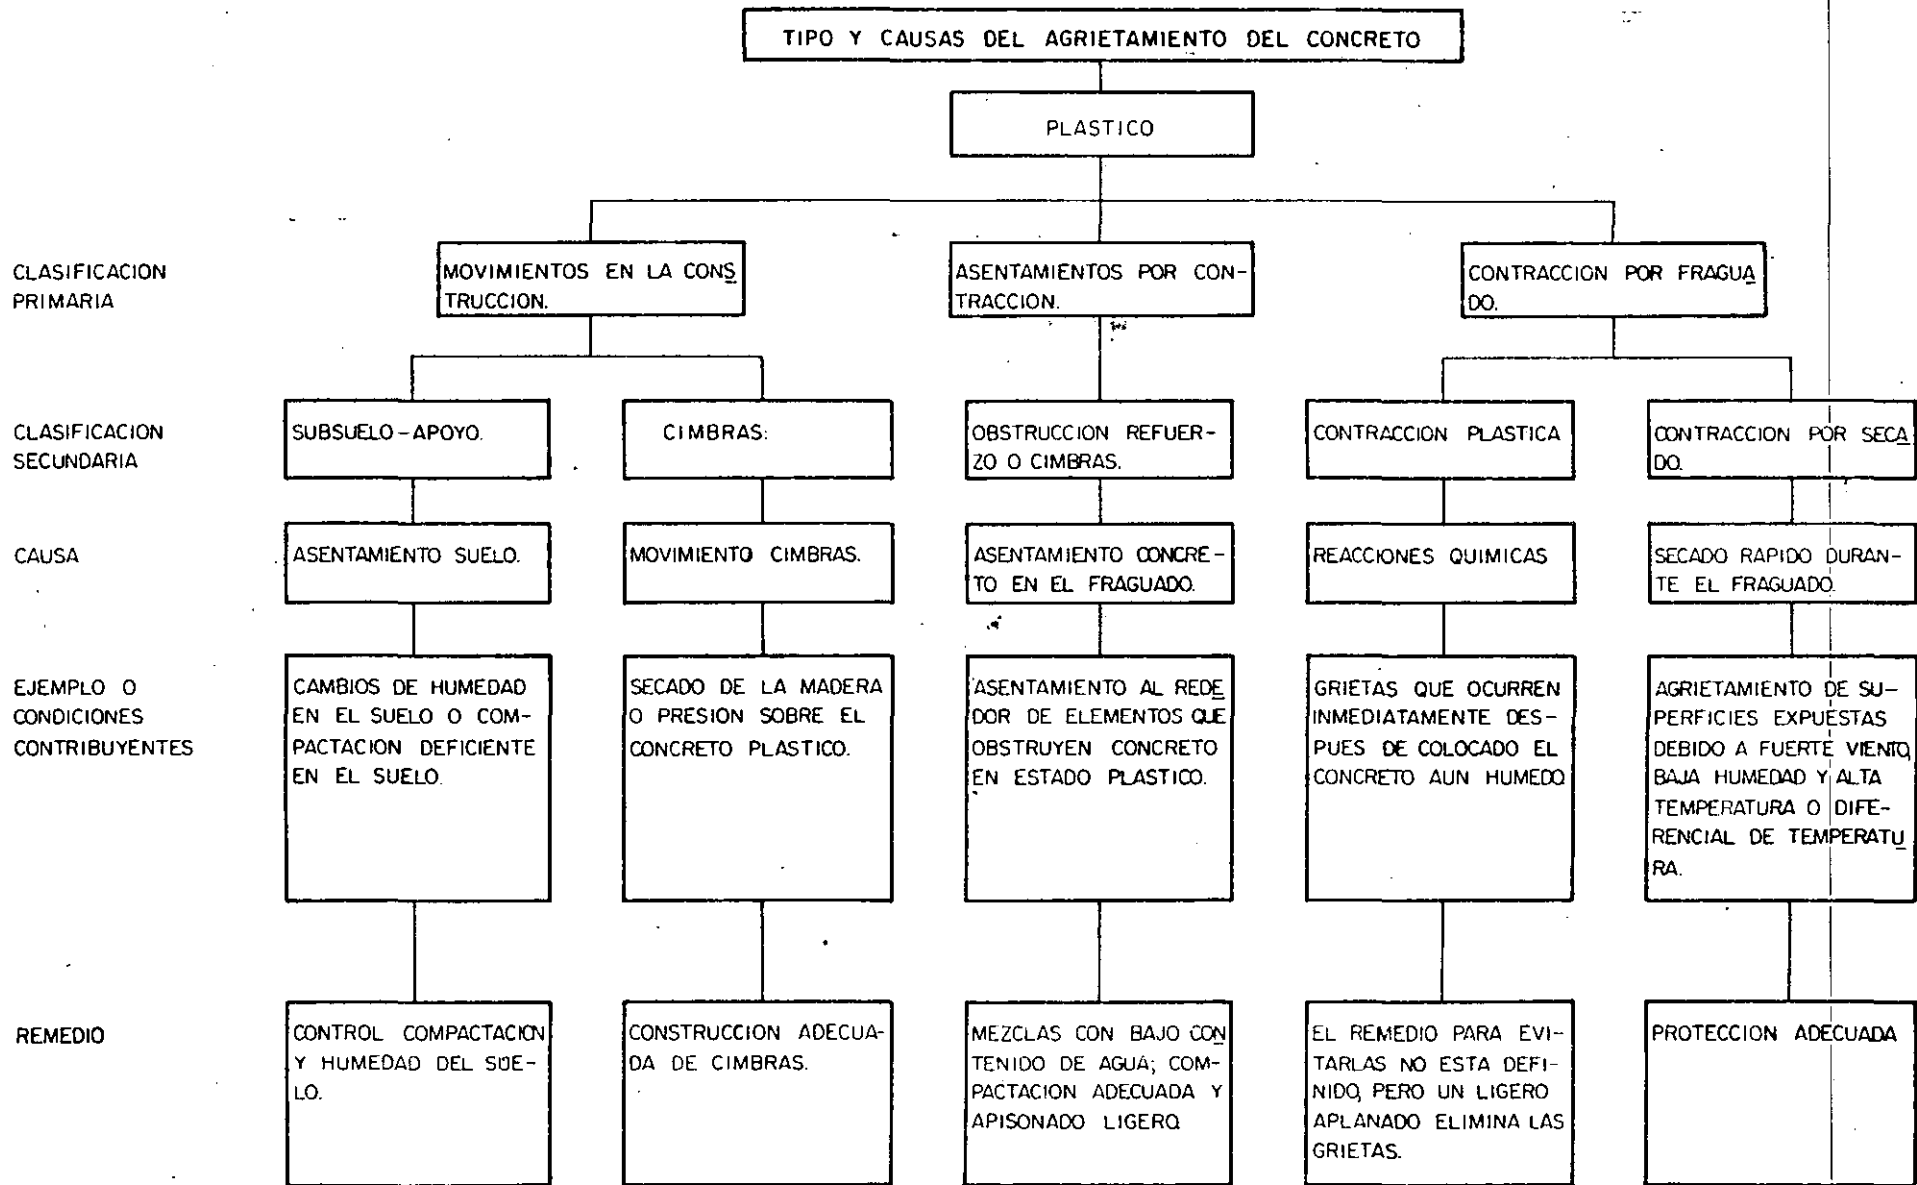 TIPO Y CAUSAS DEL AGRIETAMIENTO DEL CONCRETO
PLASTICO
CLASIFICACION
PRIMARIA
MOVIMIENTOS EN LA CONS
TRUCCION.
ASENTAMIENTOS POR CON-
TRACCION.
CONTRACCION POR FRAGUA
DO.
CLASIFICACION
SECUNDARIA
SUBSUELO-APOYO.
CIMBRAS:
OBSTRUCCION REFUER-
ZO O CIMBRAS.
CONTRACCION PLASTICA
CONTRACCION POR SECA
DO.
CAUSA
ASENTAMIENTO SUELO.
MOVIMIENTO CIMBRAS.
ASENTAMIENTO CONCRE-
TO EN EL FRAGUADO.
REACCIONES QUIMICAS
SECADO RAPIDO DURAN-
TE EL FRAGUADO.
EJEMPLO O
CONDICIONES
CONTRIBUYENTES
CAMBIOS DE HUMEDAD
EN EL SUELO O COM-
PACTACION DEFICIENTE
EN EL SUELO.
SECADO DE LA MADERA
O PRESION SOBRE EL
CONCRETO PLASTICO.
ASENTAMIENTO AL REDE
DOR DE ELEMENTOS QUE
OBSTRUYEN CONCRETO
EN ESTADO PLASTICO.
GRIETAS QUE OCURREN
INMEDIATAMENTE DES-
PUES DE COLOCADO EL
CONCRETO AUN HUMEDO
AGRIETAMIENTO DE SU-
PERFICIES EXPUESTAS
DEBIDO A FUERTE VIENTO,
BAJA HUMEDAD Y ALTA
TEMPERATURA O DIFE-
RENCIAL DE TEMPERATU
RA.
REMEDIO
CONTROL COMPACTACION
Y HUMEDAD DEL SUE-
LO.
CONSTRUCCION ADECUA-
DA DE CIMBRAS.
MEZCLAS CON BAJO CON
TENIDO DE AGUA; COM-
PACTACION ADECUADA Y
APISONADO LIGERO.
EL REMEDIO PARA EVI-
TARLAS NO ESTA DEFI-
NIDO, PERO UN LIGERO
APLANADO ELIMINA LAS
GRIETAS.
PROTECCION ADECUADA